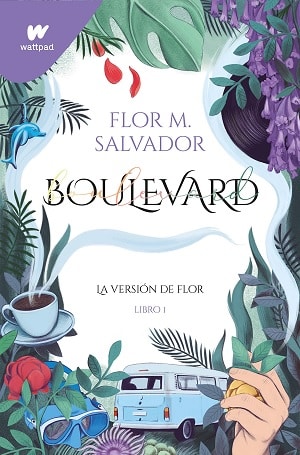 wattpad
FLOR M.
SALVADOR
BOULEVARD
LA VERSIÓN DE FLOR
LIBRO 1